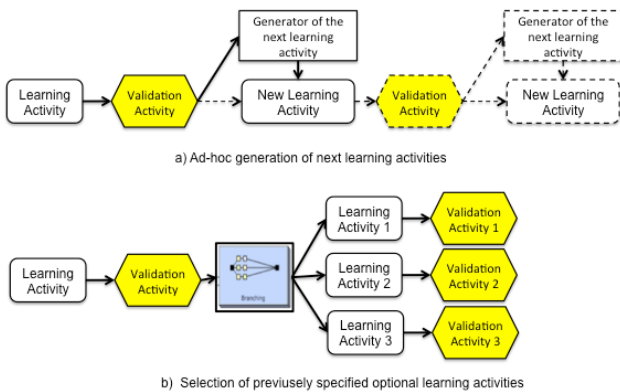 Generator of the
next learning
activity
Generator of the
next learning
activity
Learning
Activity
Validation
Activity
New Learning
Activity
Validation
Activity
New Learning
Activity
a) Ad-hoc generation of next learning activities
Learning
Activity
Validation
Activity
Branching
Learning
Activity 1
Validation
Activity 1
Learning
Activity 2
Validation
Activity 2
Learning
Activity 3
Validation
Activity 3
b) Selection of previusely specified optional learning activities